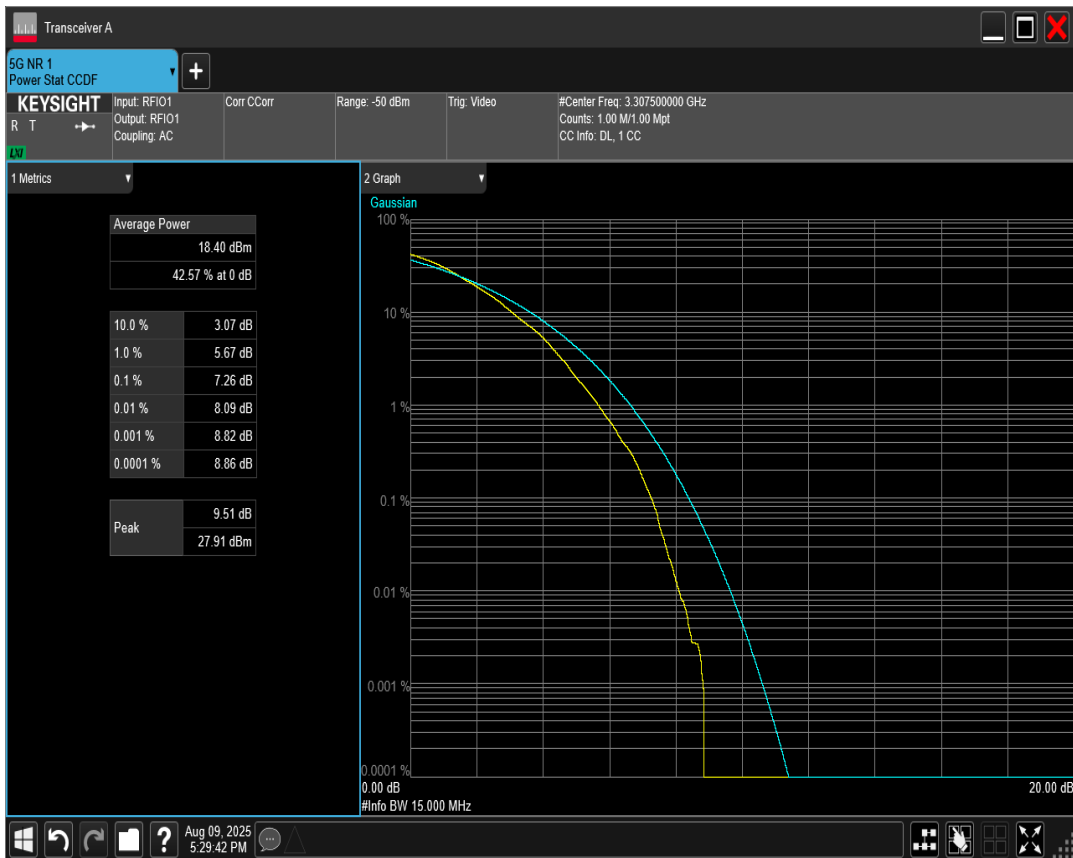 Transceiver A
5G NR 1
Power Stat CCDF
KEYSIGHT
R T
LXI
Input: RFIO1
Output: RFIO1
Coupling: AC
Corr CCorr
Range: -50 dBm
Trig: Video
#Center Freq: 3.307500000 GHz
Counts: 1.00 M/1.00 Mpt
CC Info: DL, 1 CC
1 Metrics
Average Power
18.40 dBm
42.57 % at 0 dB
10.0 % 3.07 dB
1.0 % 5.67 dB
0.1 % 7.26 dB
0.01 % 8.09 dB
0.001 % 8.82 dB
0.0001 % 8.86 dB
Peak
9.51 dB
27.91 dBm
2 Graph
Gaussian
100 %
10 %
1 %
0.1 %
0.01 %
0.001 %
0.0001 %
0.00 dB 20.00 dB
#Info BW 15.000 MHz
Aug 09, 2025
5:29:42 PM